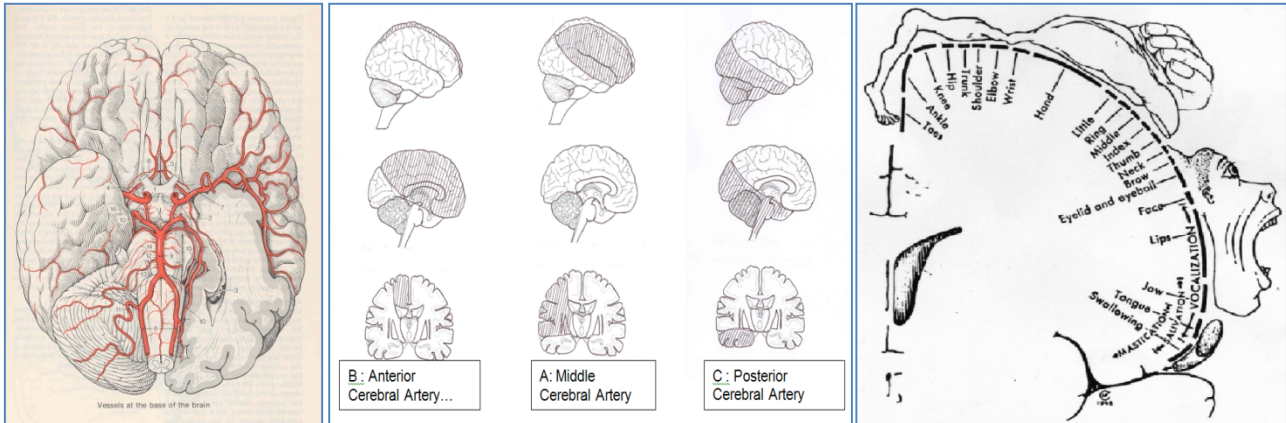 Vessels at the base of the brain
B : Anterior
Cerebral Artery…
A: Middle
Cerebral Artery
C : Posterior
Cerebral Artery
Toes
Ankle
Knee
Hip
Trunk
Shoulder
Elbow
Wrist
Hand
Little
Ring
Middle
Index
Thumb
Neck
Brow
Eyelid and eyeball
Face
Lips
VOCALIZATION
Jaw
Tongue
Swallowing
MASTICATION
SALIVATION